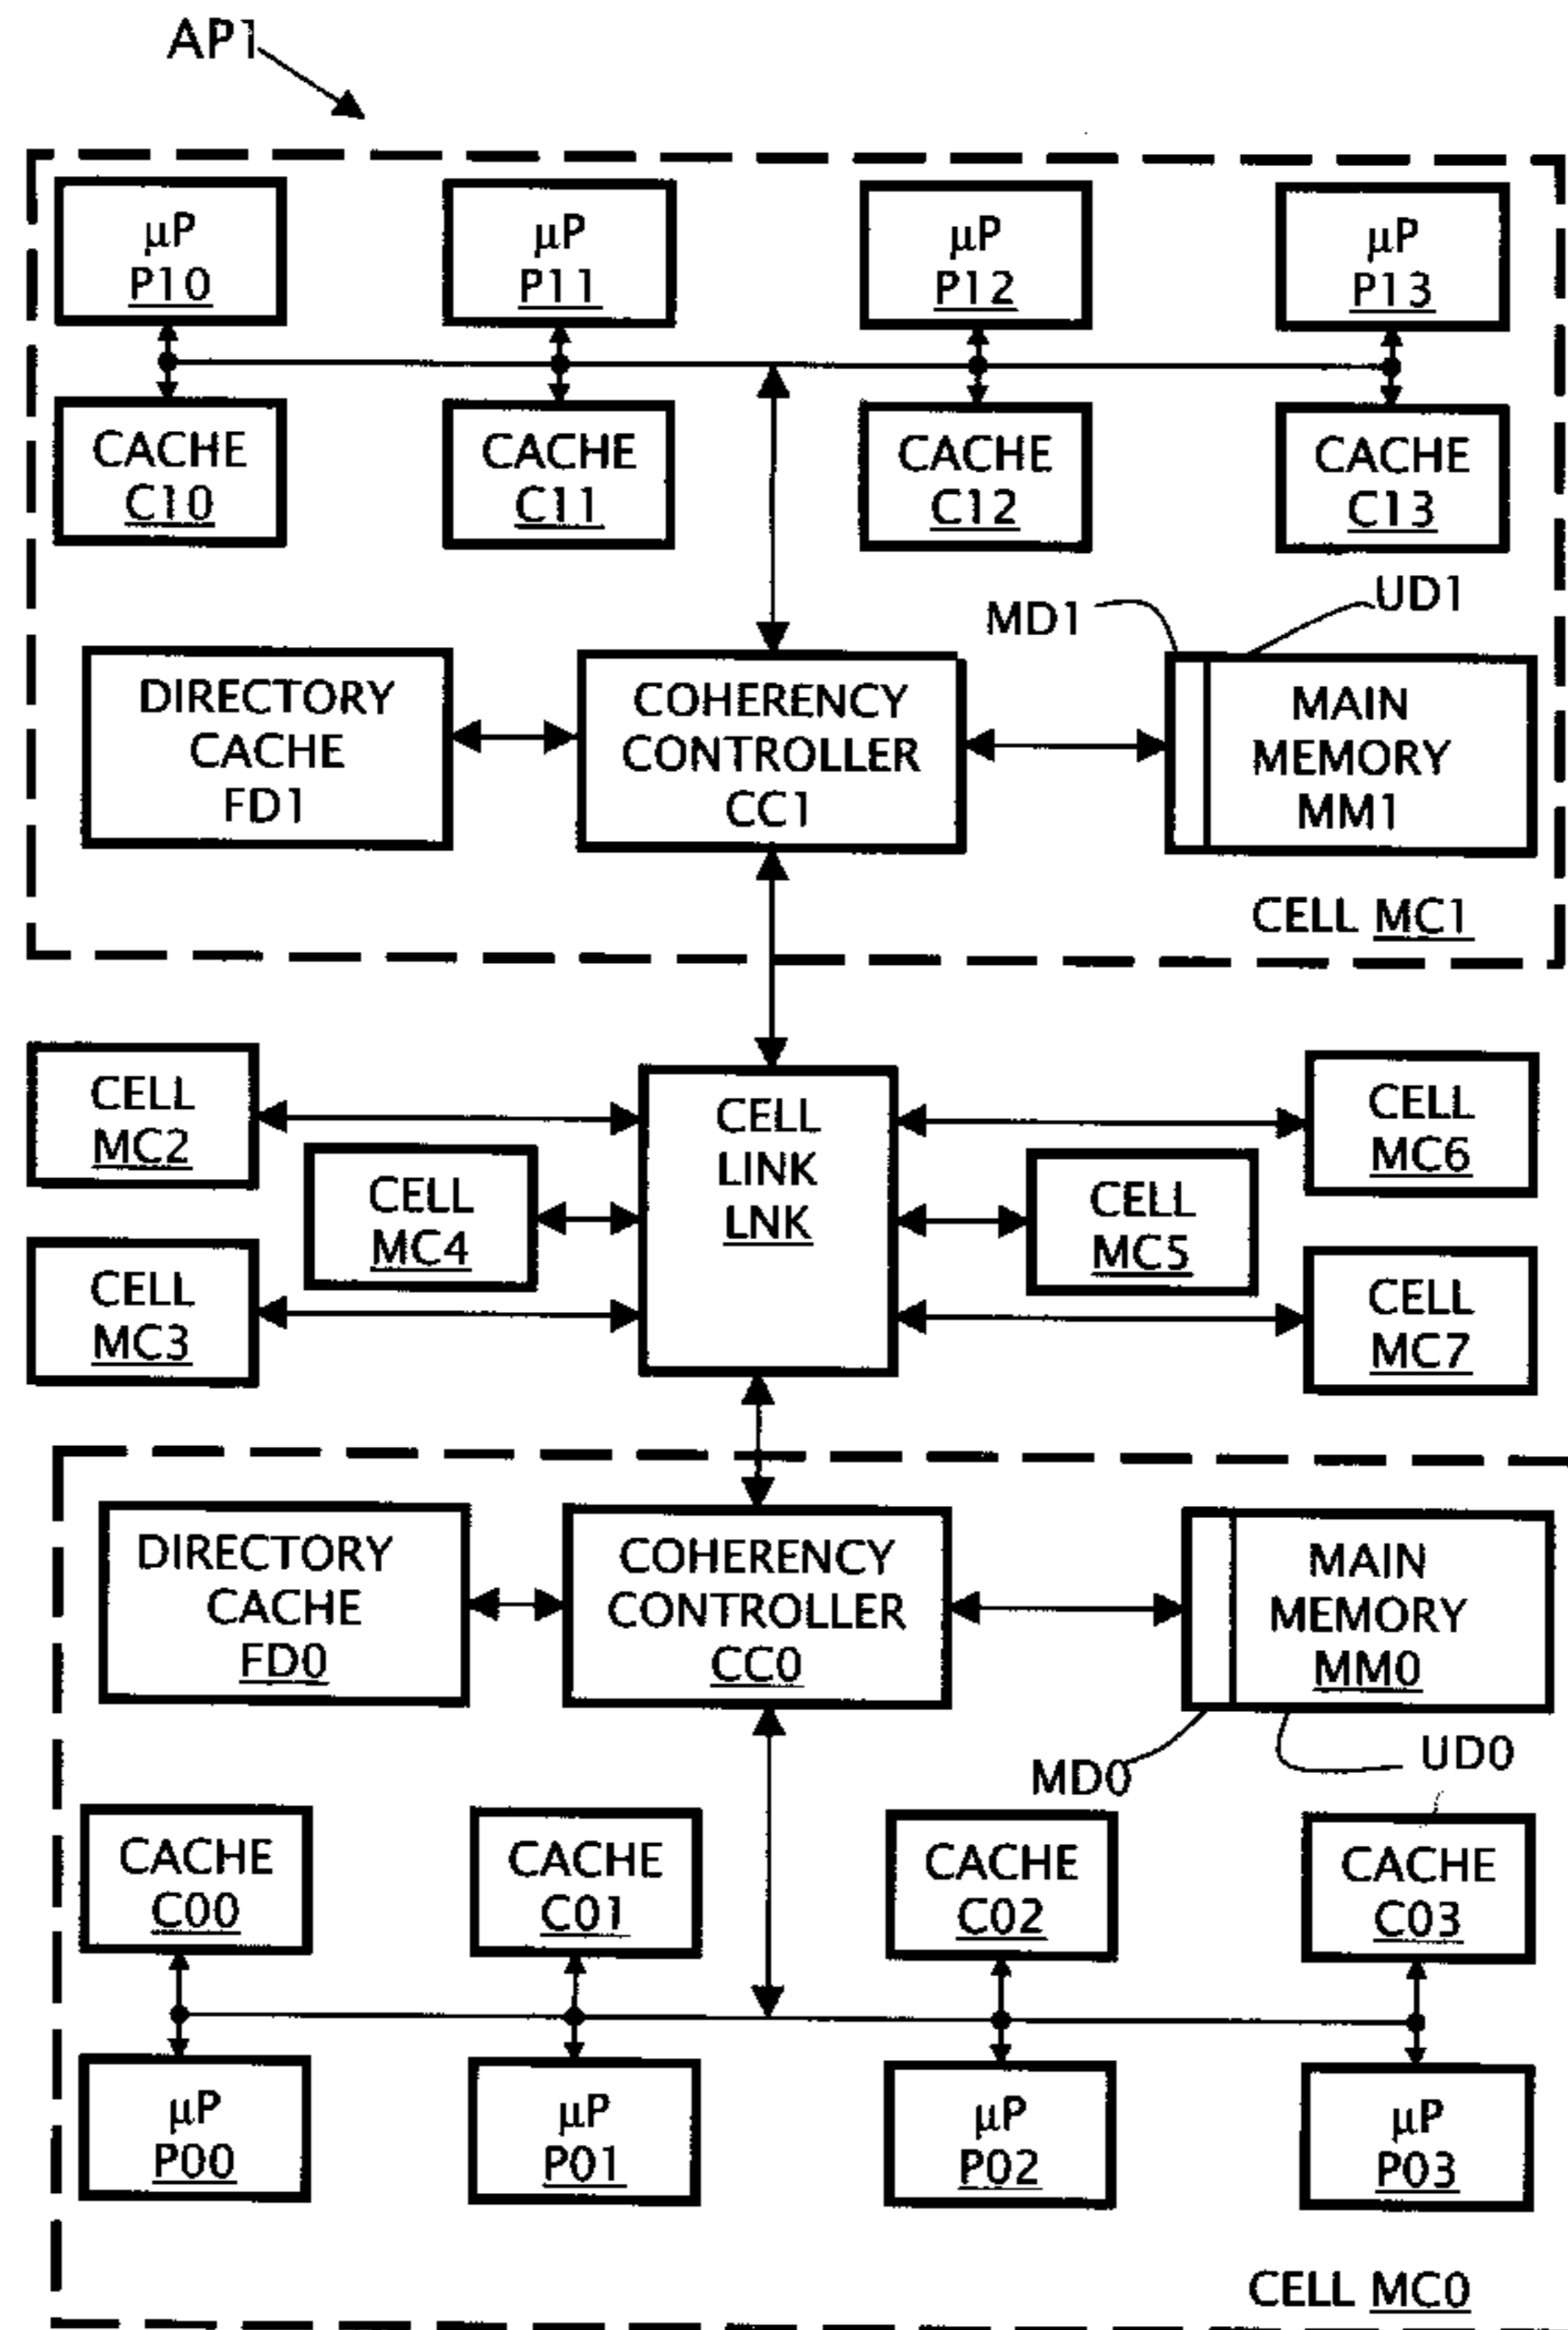 AP1
µP
P10
µP
P11
µP
P12
µP
P13
CACHE
C10
CACHE
C11
CACHE
C12
CACHE
C13
MD1
UD1
DIRECTORY
CACHE
FD1
COHERENCY
CONTROLLER
CC1
MAIN
MEMORY
MM1
CELL MC1
CELL
MC2
CELL
MC4
CELL
MC3
CELL
LINK
LNK
CELL
MC6
CELL
MC5
CELL
MC7
DIRECTORY
CACHE
FD0
COHERENCY
CONTROLLER
CC0
MAIN
MEMORY
MM0
MD0
UD0
CACHE
C00
CACHE
C01
CACHE
C02
CACHE
C03
µP
P00
µP
P01
µP
P02
µP
P03
CELL MC0